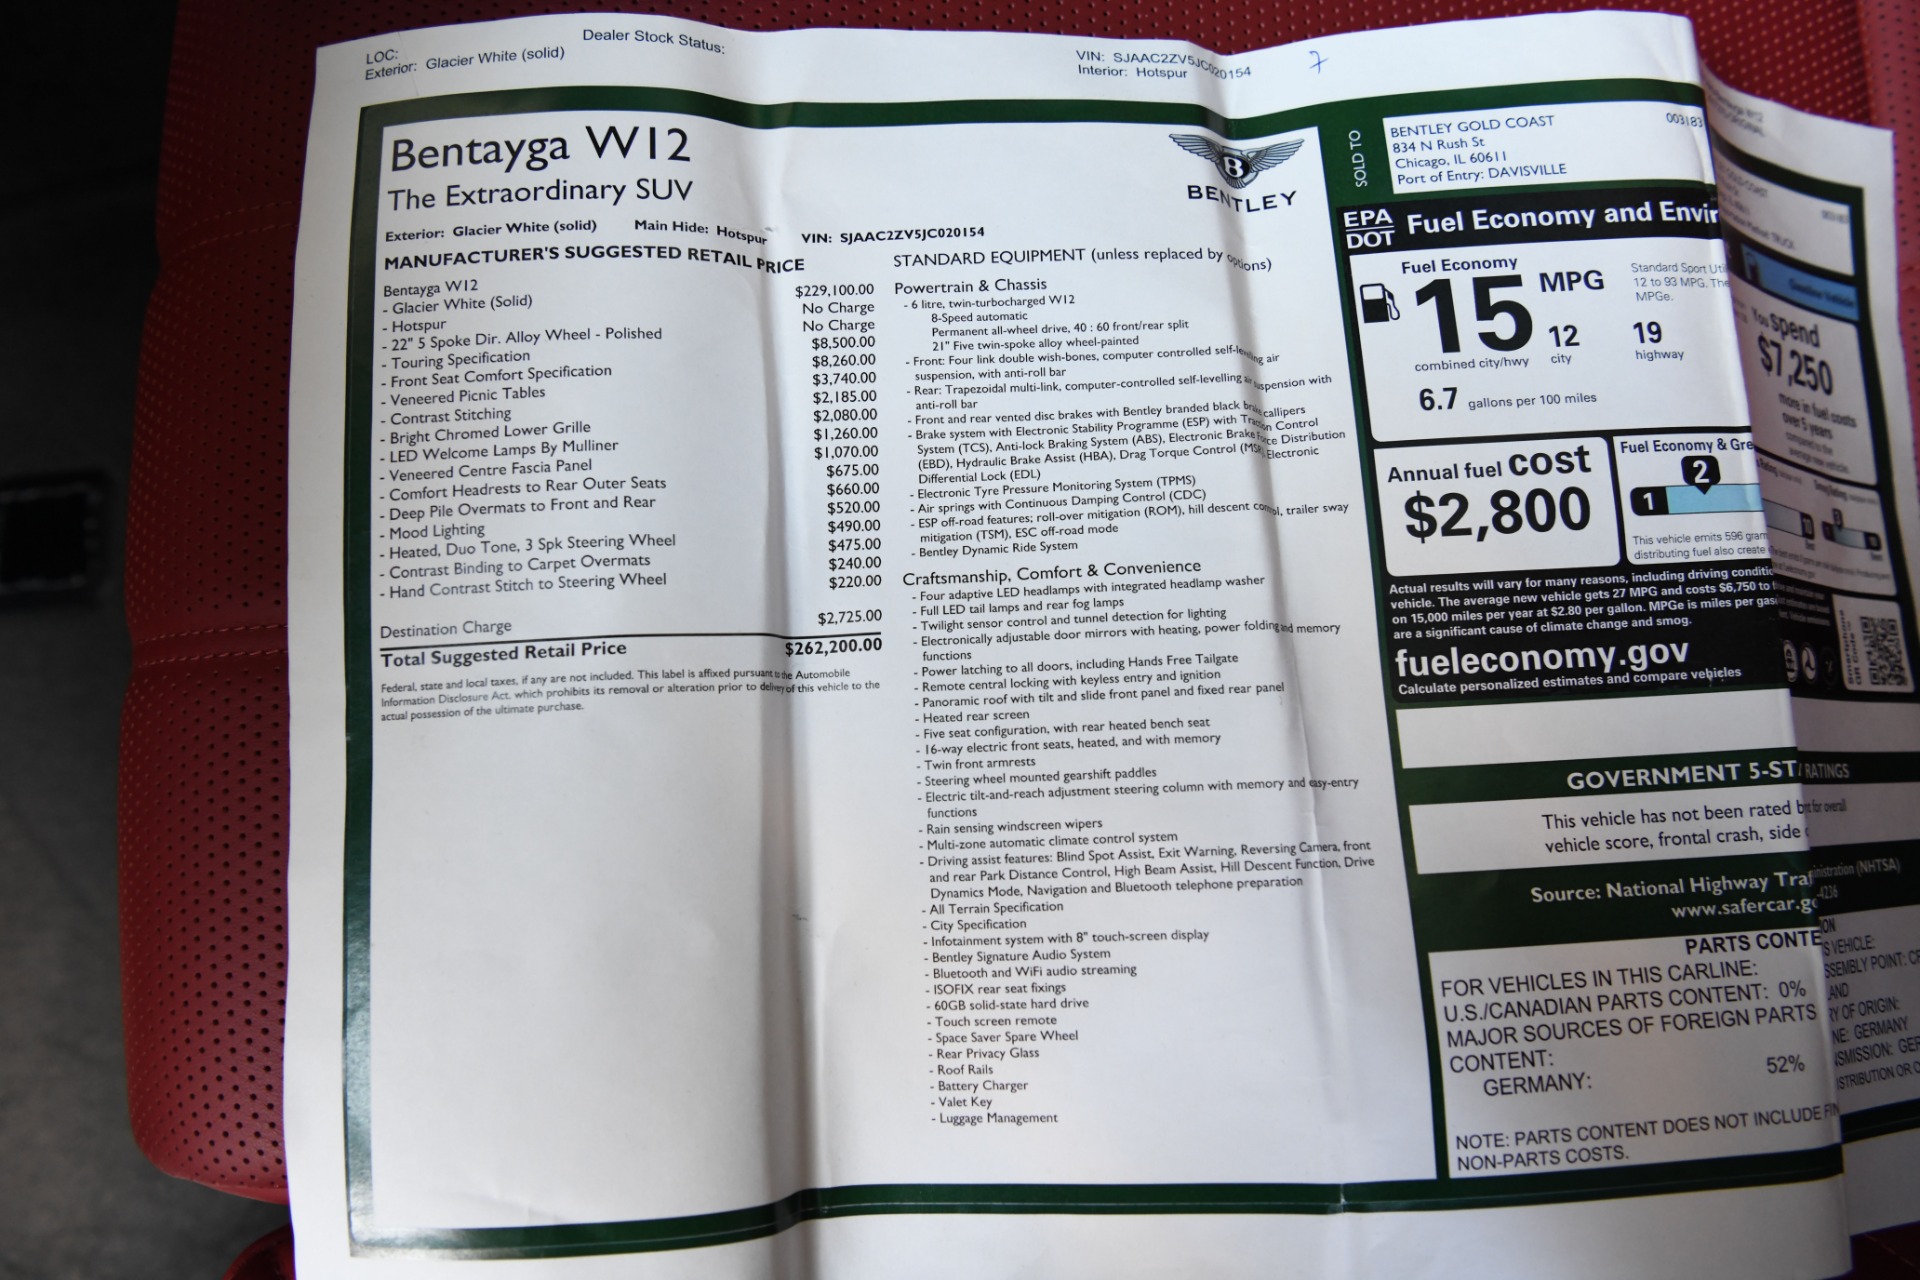 LOC:
Dealer Stock Status:
Exterior: Glacier White (solid)
VIN: SJAAC2ZV5JC020154
Interior: Hotspur
7
Bentayga W12
The Extraordinary SUV
B
BENTLEY
Exterior: Glacier White (solid) Main Hide: Hotspur VIN: SJAAC2ZV5JC020154
MANUFACTURER'S SUGGESTED RETAIL PRICE
Bentayga W12 $229,100.00
- Glacier White (Solid) No Charge
- Hotspur No Charge
- 22" 5 Spoke Dir. Alloy Wheel - Polished $8,500.00
- Touring Specification $8,260.00
- Front Seat Comfort Specification $3,740.00
- Veneered Picnic Tables $2,185.00
- Contrast Stitching $2,080.00
- Bright Chromed Lower Grille $1,260.00
- LED Welcome Lamps By Mulliner $1,070.00
- Veneered Centre Fascia Panel $675.00
- Comfort Headrests to Rear Outer Seats $660.00
- Deep Pile Overmats to Front and Rear $520.00
- Mood Lighting $490.00
- Heated, Duo Tone, 3 Spk Steering Wheel $475.00
- Contrast Binding to Carpet Overmats $240.00
- Hand Contrast Stitch to Steering Wheel $220.00
Destination Charge $2,725.00
Total Suggested Retail Price $262,200.00
Federal, state and local taxes, if any are not included. This label is affixed pursuant to the Automobile
Information Disclosure Act, which prohibits its removal or alteration prior to delivery of this vehicle to the
actual possession of the ultimate purchase.
STANDARD EQUIPMENT (unless replaced by options)
Powertrain & Chassis
- 6 litre, twin-turbocharged W12
8-Speed automatic
Permanent all-wheel drive, 40 : 60 front/rear split
21" Five twin-spoke alloy wheel-painted
- Front: Four link double wish-bones, computer controlled self-levelling air
suspension, with anti-roll bar
- Rear: Trapezoidal multi-link, computer-controlled self-levelling air suspension with
anti-roll bar
- Front and rear vented disc brakes with Bentley branded black brake callipers
- Brake system with Electronic Stability Programme (ESP) with Traction Control
System (TCS), Anti-lock Braking System (ABS), Electronic Brake Force Distribution
(EBD), Hydraulic Brake Assist (HBA), Drag Torque Control (MSR), Electronic
Differential Lock (EDL)
- Electronic Tyre Pressure Monitoring System (TPMS)
- Air springs with Continuous Damping Control (CDC)
- ESP off-road features; roll-over mitigation (ROM), hill descent control, trailer sway
mitigation (TSM), ESC off-road mode
- Bentley Dynamic Ride System
Craftsmanship, Comfort & Convenience
- Four adaptive LED headlamps with integrated headlamp washer
- Full LED tail lamps and rear fog lamps
- Twilight sensor control and tunnel detection for lighting
- Electronically adjustable door mirrors with heating, power folding and memory
functions
- Power latching to all doors, including Hands Free Tailgate
- Remote central locking with keyless entry and ignition
- Panoramic roof with tilt and slide front panel and fixed rear panel
- Heated rear screen
- Five seat configuration, with rear heated bench seat
- 16-way electric front seats, heated, and with memory
- Twin front armrests
- Steering wheel mounted gearshift paddles
- Electric tilt-and-reach adjustment steering column with memory and easy-entry
functions
- Rain sensing windscreen wipers
- Multi-zone automatic climate control system
- Driving assist features: Blind Spot Assist, Exit Warning, Reversing Camera, front
and rear Park Distance Control, High Beam Assist, Hill Descent Function, Drive
Dynamics Mode, Navigation and Bluetooth telephone preparation
- All Terrain Specification
- City Specification
- Infotainment system with 8" touch-screen display
- Bentley Signature Audio System
- Bluetooth and WiFi audio streaming
- ISOFIX rear seat fixings
- 60GB solid-state hard drive
- Touch screen remote
- Space Saver Spare Wheel
- Rear Privacy Glass
- Roof Rails
- Battery Charger
- Valet Key
- Luggage Management
SOLD TO
BENTLEY GOLD COAST 003183
834 N Rush St
Chicago, IL 60611
Port of Entry: DAVISVILLE
EPA
DOT
Fuel Economy and Envir
Fuel Economy
15 MPG
Standard Sport Uti
12 to 93 MPG. The
MPGe.
12 19
combined city/hwy city highway
6.7 gallons per 100 miles
Annual fuel cost
$2,800
Fuel Economy & Gre
2
1
This vehicle emits 596 gram
distributing fuel also create
Actual results will vary for many reasons, including driving conditio
vehicle. The average new vehicle gets 27 MPG and costs $6,750 to
on 15,000 miles per year at $2.80 per gallon. MPGe is miles per gas
are a significant cause of climate change and smog.
fueleconomy.gov
Calculate personalized estimates and compare vehicles
You spend
$7,250
more in fuel costs
over 5 years
compared to the
average new vehicle.
GOVERNMENT 5-ST RATINGS
This vehicle has not been rated b for overall
vehicle score, frontal crash, side
Source: National Highway Traf inistration (NHTSA)
www.safercar.go -4236
PARTS CONTE
FOR VEHICLES IN THIS CARLINE:
U.S./CANADIAN PARTS CONTENT: 0%
MAJOR SOURCES OF FOREIGN PARTS
CONTENT:
GERMANY: 52%
NOTE: PARTS CONTENT DOES NOT INCLUDE FIN
NON-PARTS COSTS.
ION
S VEHICLE:
SSEMBLY POINT: CR
AND
RY OF ORIGIN:
NE: GERMANY
NSMISSION: GER
ISTRIBUTION OR O